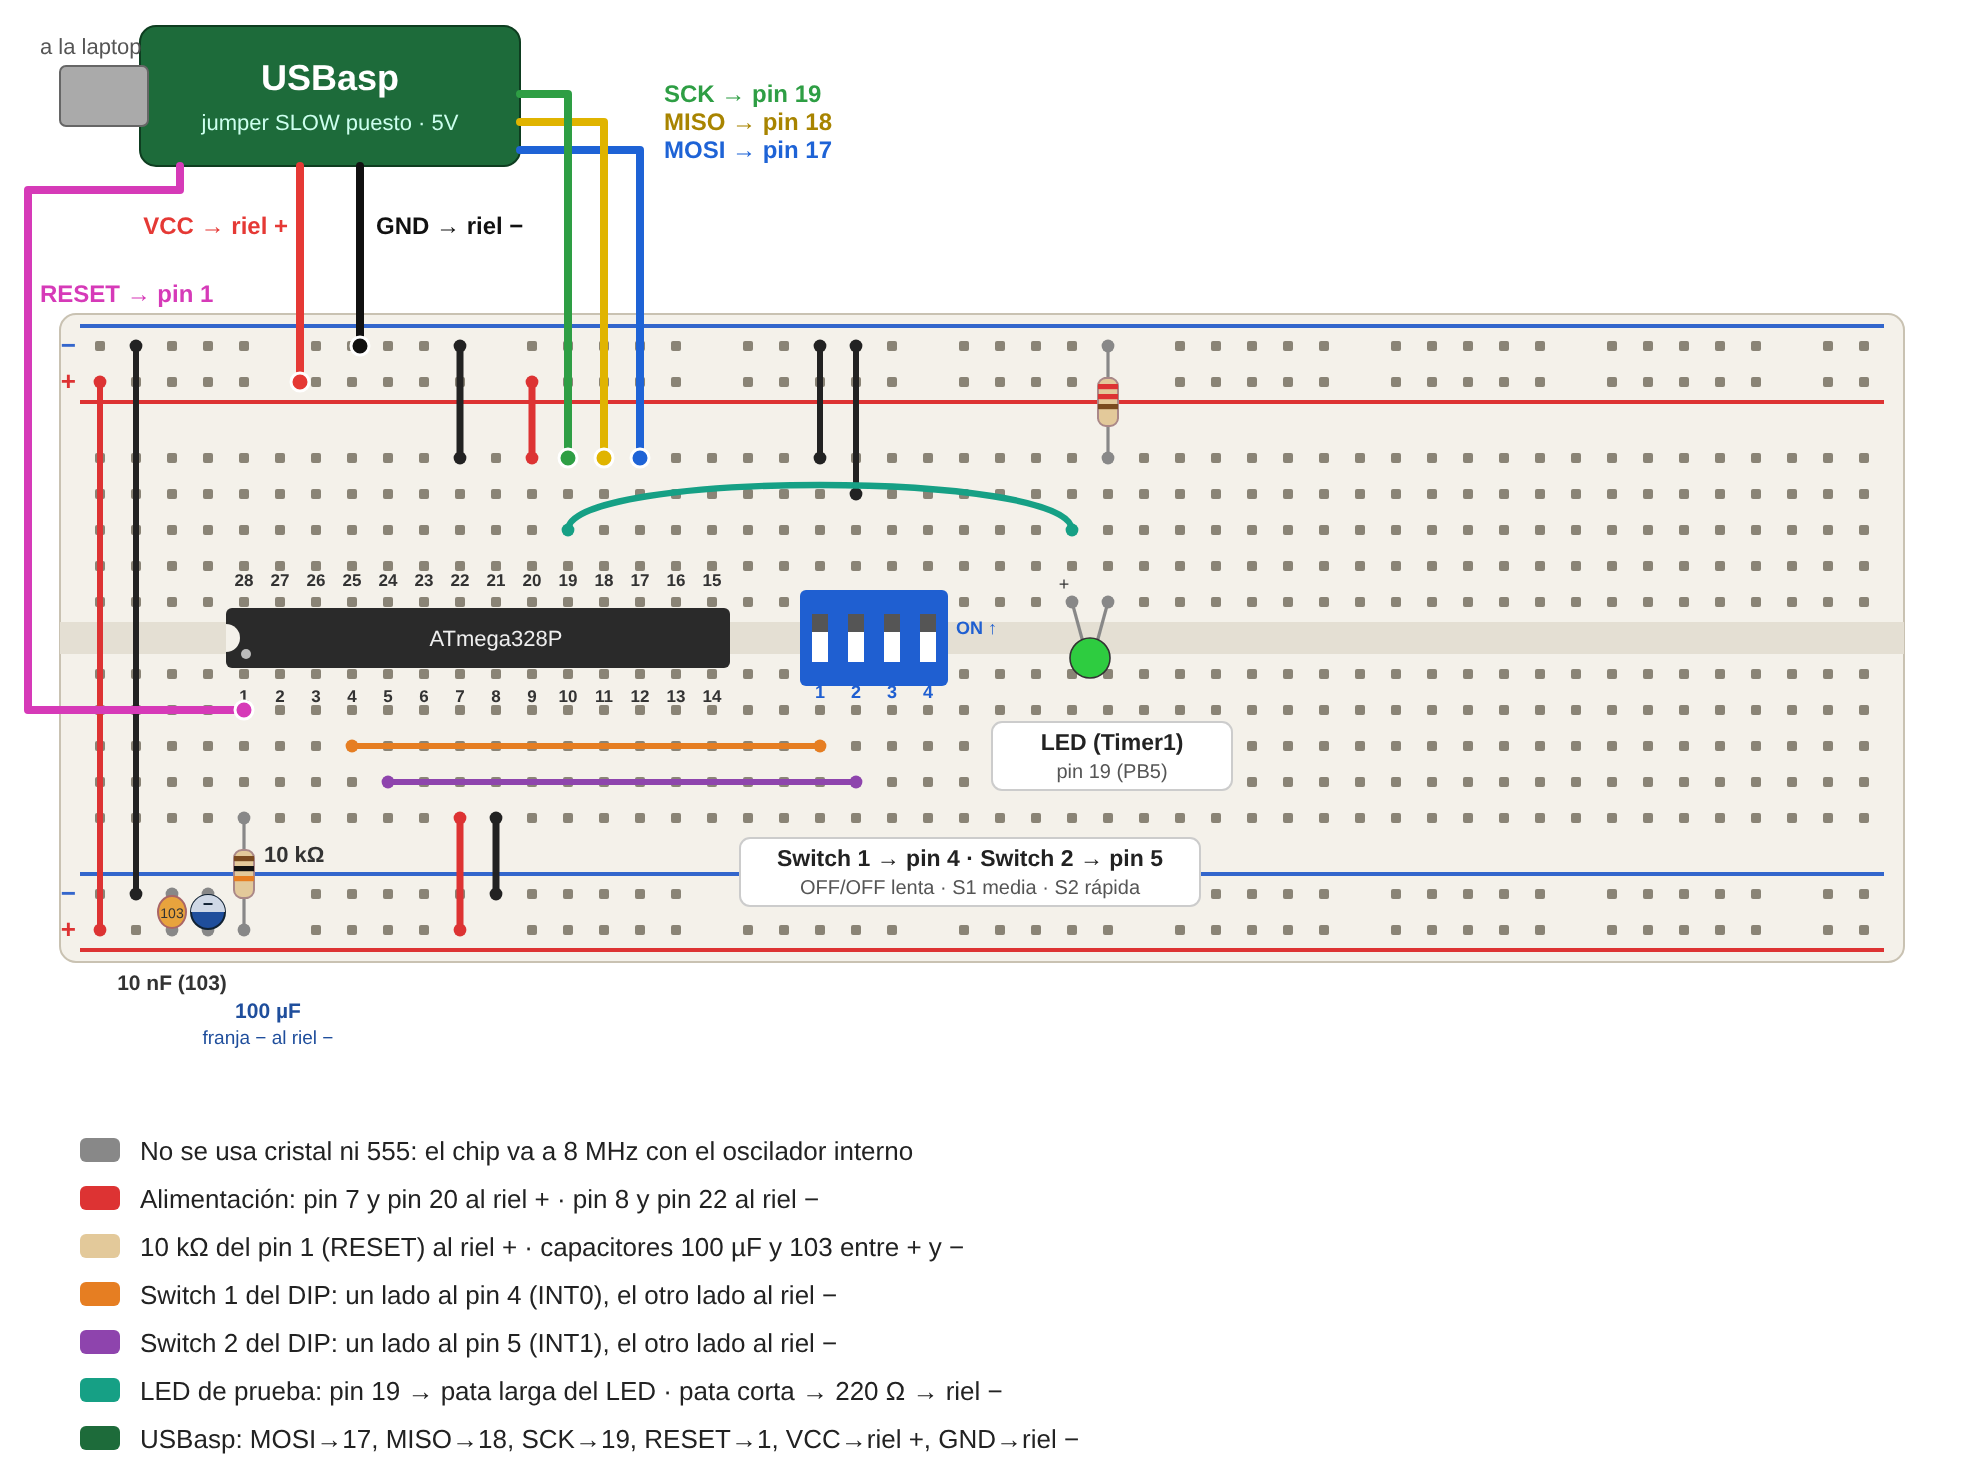 a la laptop
USBasp
jumper SLOW puesto · 5V
SCK → pin 19
MISO → pin 18
MOSI → pin 17
VCC → riel +
GND → riel −
RESET → pin 1
−
+
28 27 26 25 24 23 22 21 20 19 18 17 16 15
+
ATmega328P
ON ↑
1 2 3 4 5 6 7 8 9 10 11 12 13 14
1 2 3 4
LED (Timer1)
pin 19 (PB5)
10 kΩ
Switch 1 → pin 4 · Switch 2 → pin 5
OFF/OFF lenta · S1 media · S2 rápida
−
103
−
+
10 nF (103)
100 µF
franja − al riel −
No se usa cristal ni 555: el chip va a 8 MHz con el oscilador interno
Alimentación: pin 7 y pin 20 al riel + · pin 8 y pin 22 al riel −
10 kΩ del pin 1 (RESET) al riel + · capacitores 100 µF y 103 entre + y −
Switch 1 del DIP: un lado al pin 4 (INT0), el otro lado al riel −
Switch 2 del DIP: un lado al pin 5 (INT1), el otro lado al riel −
LED de prueba: pin 19 → pata larga del LED · pata corta → 220 Ω → riel −
USBasp: MOSI→17, MISO→18, SCK→19, RESET→1, VCC→riel +, GND→riel −